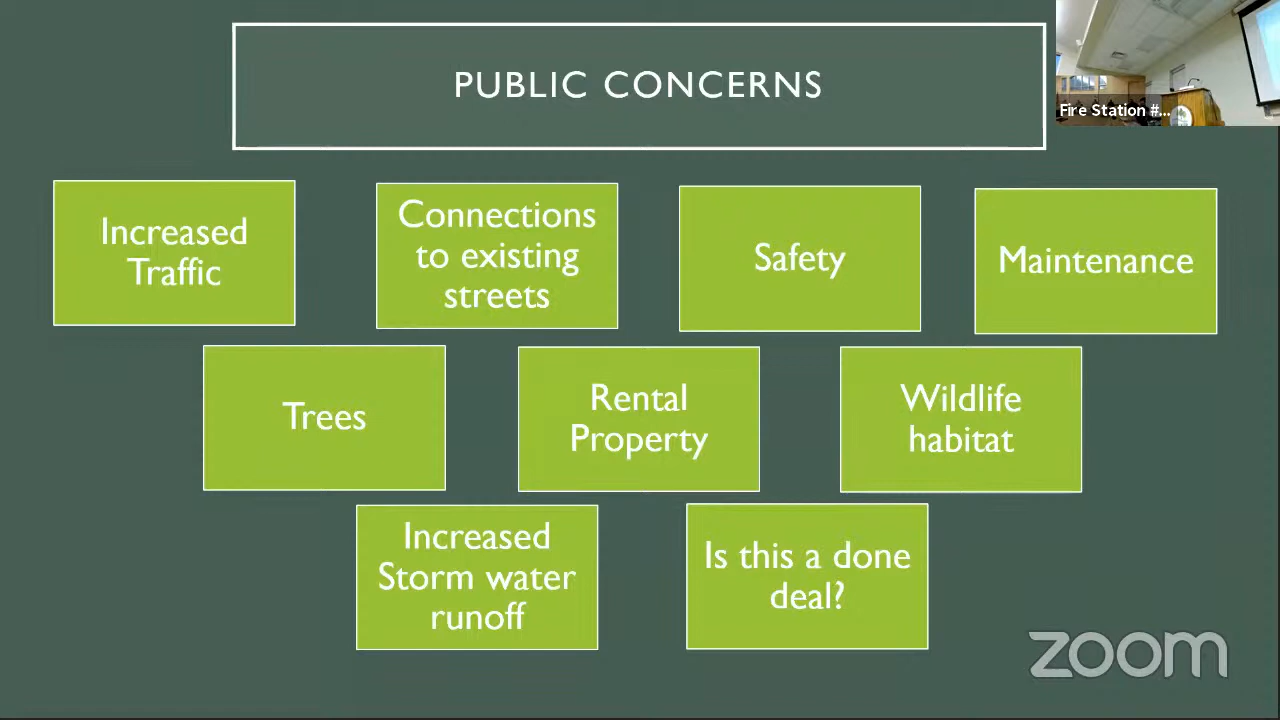 PUBLIC CONCERNS
Fire Station #...
Increased
Traffic
Connections
to existing
streets
Safety
Maintenance
Trees
Rental
Property
Wildlife
habitat
Increased
Storm water
runoff
Is this a done
deal?
zoom